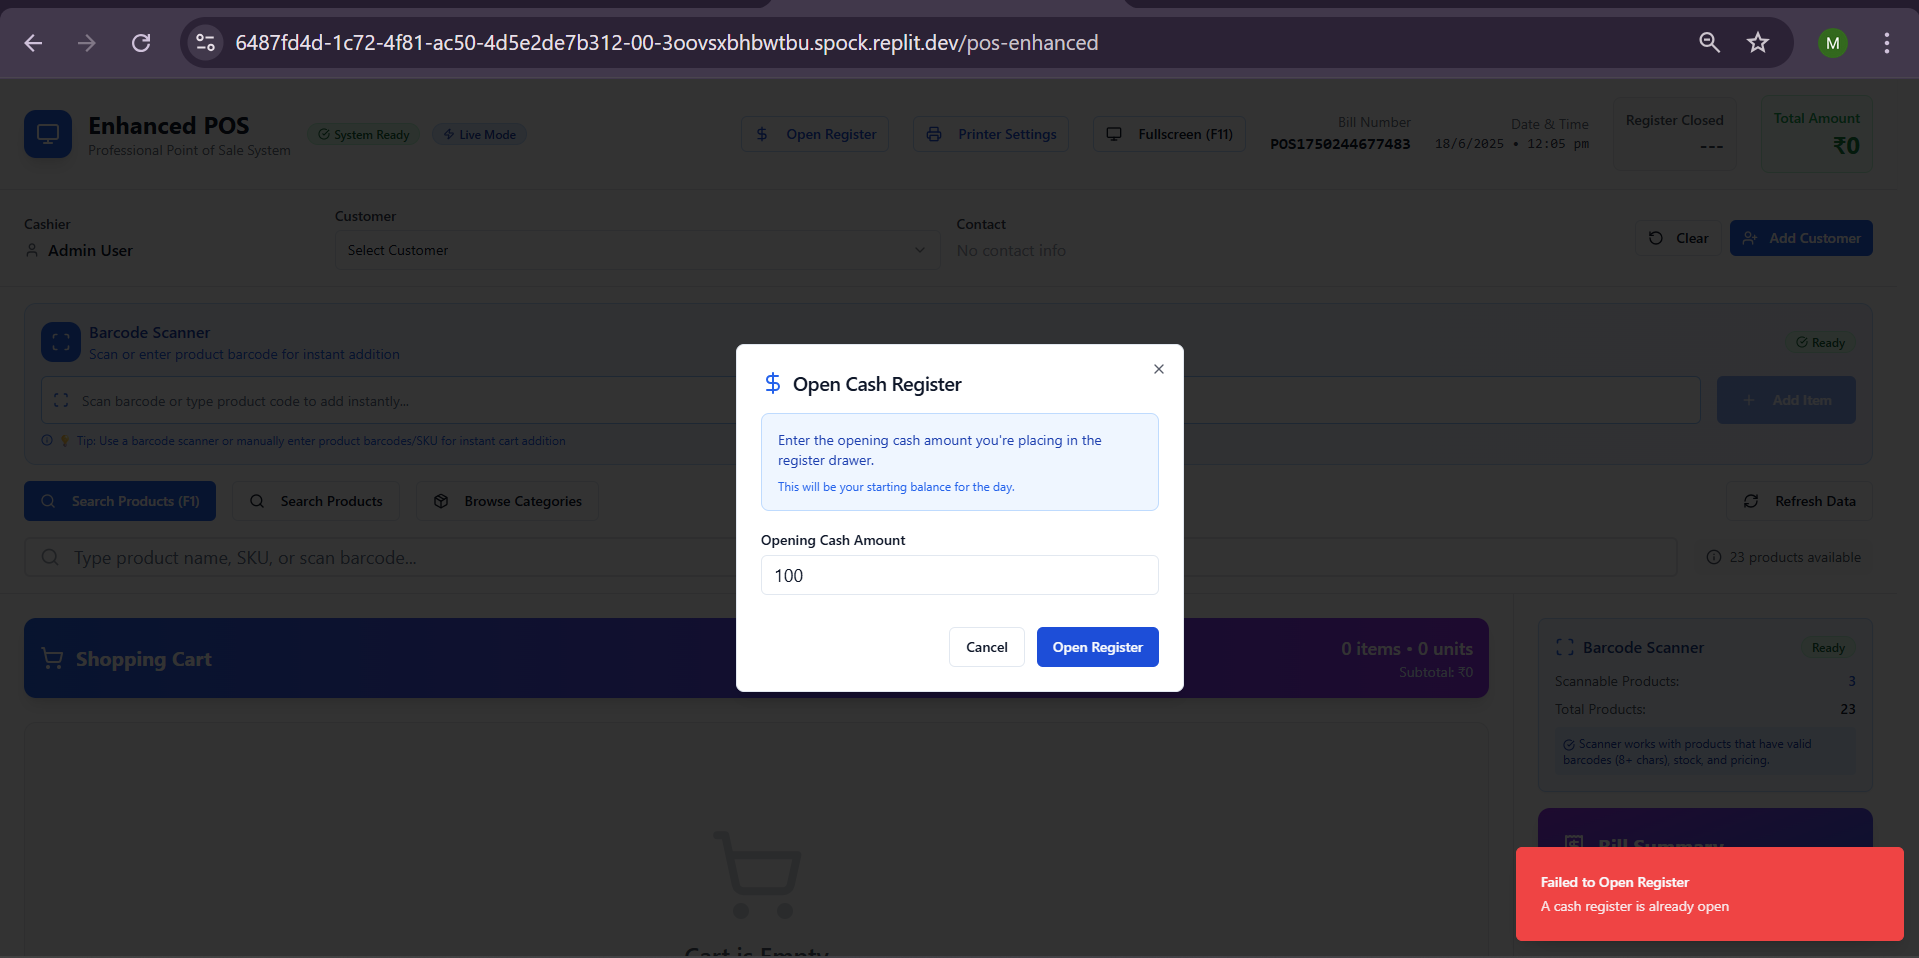 6487fd4d-1c72-4f81-ac50-4d5e2de7b312-00-3oovsxbhbwtbu.spock.replit.dev/pos-enhanced
M
Enhanced POS
Professional Point of Sale System
System Ready
Live Mode
Open Register
Printer Settings
Fullscreen (F11)
Bill Number
POS1750244677483
Date & Time
18/6/2025 • 12:05 pm
Register Closed
---
Total Amount
₹0
Cashier
Admin User
Customer
Select Customer
Contact
No contact info
Clear
Add Customer
Barcode Scanner
Scan or enter product barcode for instant addition
Ready
Scan barcode or type product code to add instantly...
Add Item
Tip: Use a barcode scanner or manually enter product barcodes/SKU for instant cart addition
Search Products (F1)
Search Products
Browse Categories
Refresh Data
Type product name, SKU, or scan barcode...
23 products available
Open Cash Register
Enter the opening cash amount you're placing in the
register drawer.
This will be your starting balance for the day.
Opening Cash Amount
100
Cancel
Open Register
Shopping Cart
0 items • 0 units
Subtotal: ₹0
Cart is Empty
Barcode Scanner
Ready
Scannable Products:
3
Total Products:
23
Scanner works with products that have valid
barcodes (8+ chars), stock, and pricing.
Bill Summary
Failed to Open Register
A cash register is already open